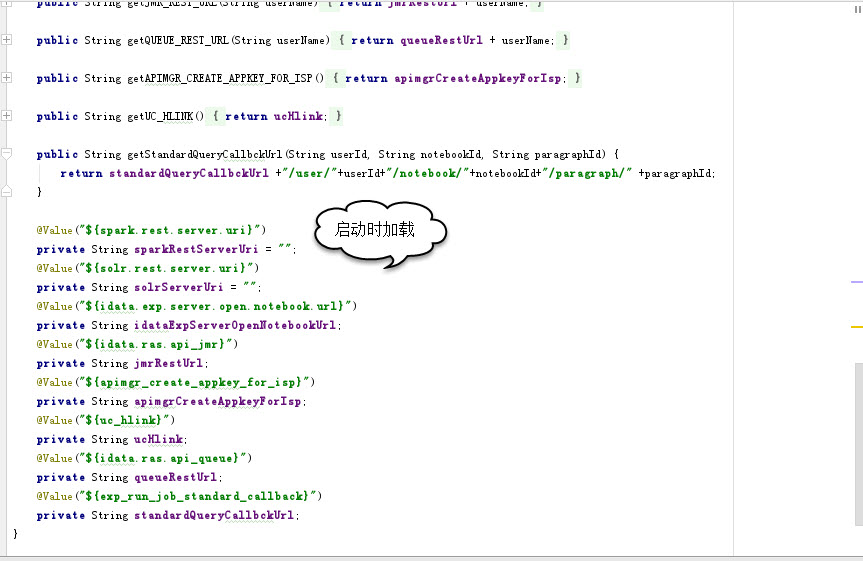 public String getJMR_REST_URL(String userName) { return jmrRestUrl + userName; }
public String getQUEUE_REST_URL(String userName) { return queueRestUrl + userName; }
public String getAPIMGR_CREATE_APPKEY_FOR_ISP() { return apimgrCreateAppkeyForIsp; }
public String getUC_HLINK() { return ucHlink; }
public String getStandardQueryCallbckUrl(String userId, String notebookId, String paragraphId) {
return standardQueryCallbckUrl +"/user/"+userId+"/notebook/"+notebookId+"/paragraph/" +paragraphId;
}
@Value("${spark.rest.server.uri}")
启动时加载
private String sparkRestServerUri = "";
@Value("${solr.rest.server.uri}")
private String solrServerUri = "";
@Value("${idata.exp.server.open.notebook.url}")
private String idataExpServerOpenNotebookUrl;
@Value("${idata.ras.api_jmr}")
private String jmrRestUrl;
@Value("${apimgr_create_appkey_for_isp}")
private String apimgrCreateAppkeyForIsp;
@Value("${uc_hlink}")
private String ucHlink;
@Value("${idata.ras.api_queue}")
private String queueRestUrl;
@Value("${exp_run_job_standard_callback}")
private String standardQueryCallbckUrl;
}